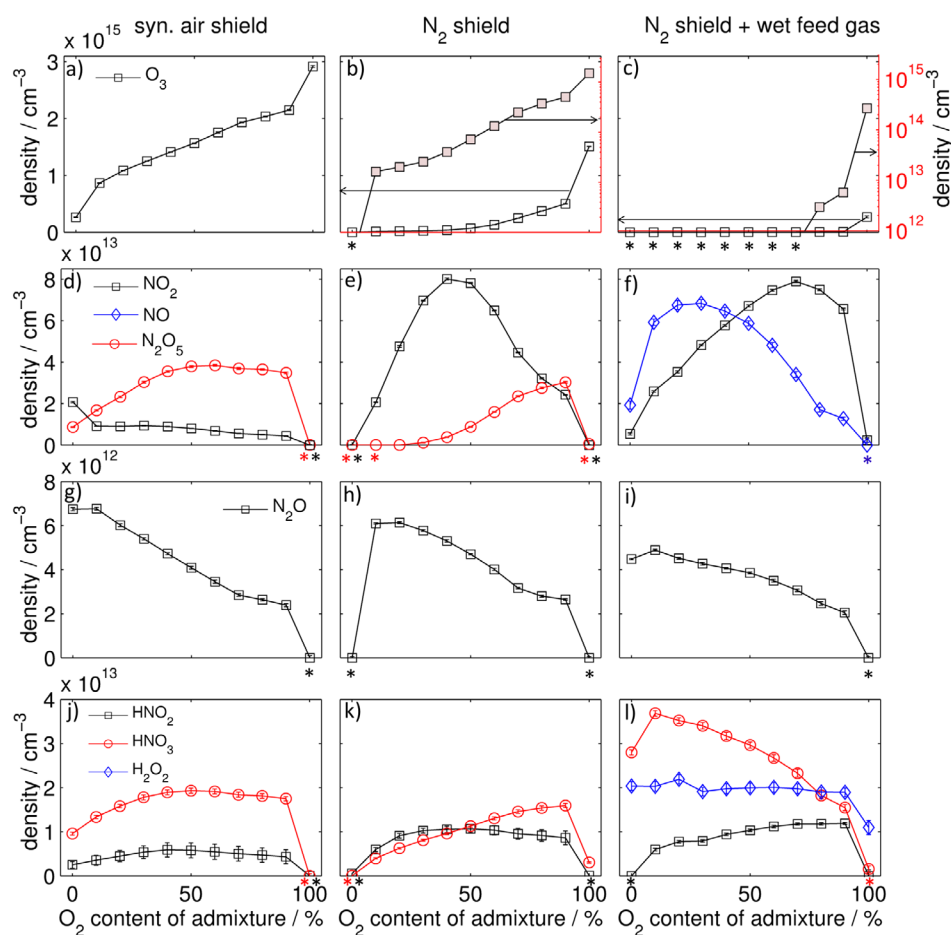 syn. air shield
N2 shield
N2 shield + wet feed gas
x 10^15
a)
O3
b)
c)
3
2
1
0
density / cm−3
10^15
10^14
10^13
10^12
density / cm−3
x 10^13
d)
NO2
NO
N2O5
e)
f)
8
6
4
2
0
density / cm−3
* *
* * *
* *
*
x 10^12
g)
N2O
h)
i)
8
6
4
2
0
density / cm−3
*
* *
*
x 10^13
j)
HNO2
HNO3
H2O2
k)
l)
4
3
2
1
0
density / cm−3
0 50 100
0 50 100
0 50 100
O2 content of admixture / %
O2 content of admixture / %
O2 content of admixture / %